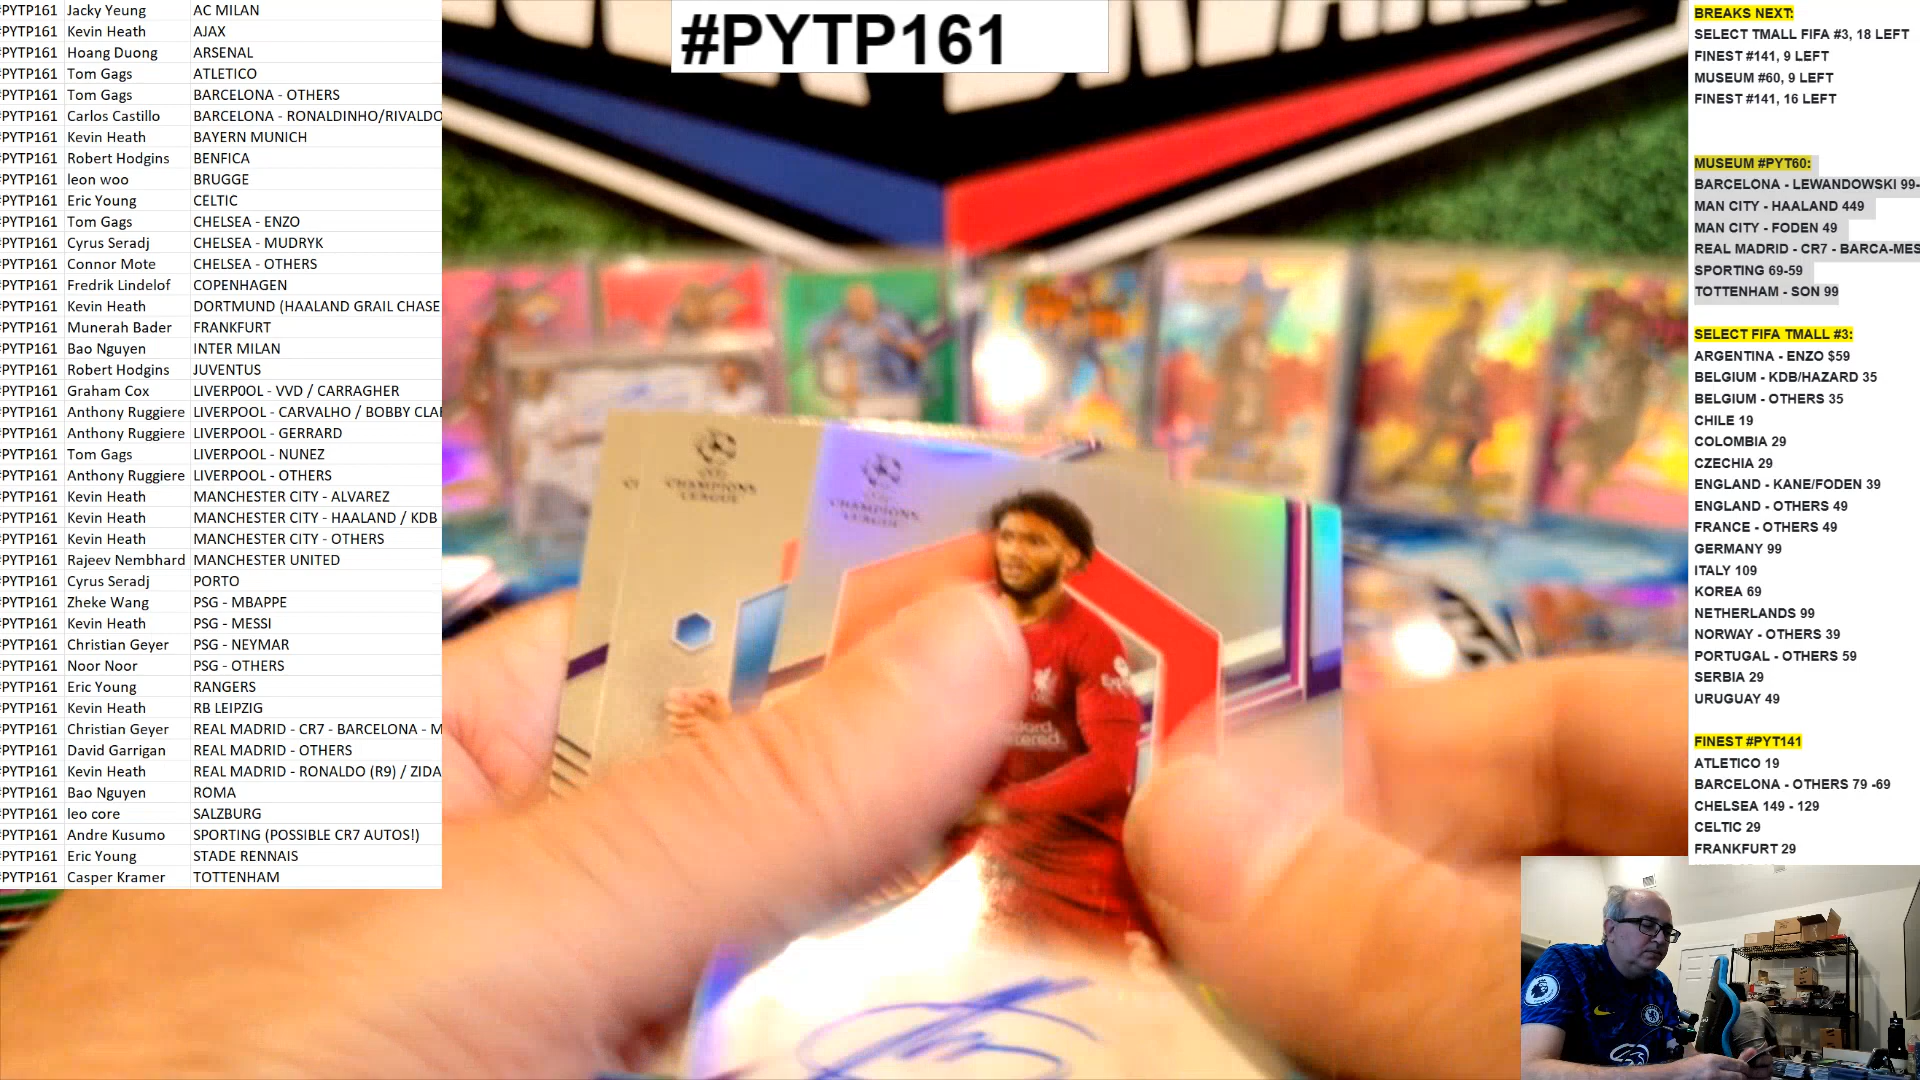 #PYTP161
#PYTP161 Jacky Yeung AC MILAN
#PYTP161 Kevin Heath AJAX
#PYTP161 Hoang Duong ARSENAL
#PYTP161 Tom Gags ATLETICO
#PYTP161 Tom Gags BARCELONA - OTHERS
#PYTP161 Carlos Castillo BARCELONA - RONALDINHO/RIVALDO
#PYTP161 Kevin Heath BAYERN MUNICH
#PYTP161 Robert Hodgins BENFICA
#PYTP161 leon woo BRUGGE
#PYTP161 Eric Young CELTIC
#PYTP161 Tom Gags CHELSEA - ENZO
#PYTP161 Cyrus Seradj CHELSEA - MUDRYK
#PYTP161 Connor Mote CHELSEA - OTHERS
#PYTP161 Fredrik Lindelof COPENHAGEN
#PYTP161 Kevin Heath DORTMUND (HAALAND GRAIL CHASE
#PYTP161 Munerah Bader FRANKFURT
#PYTP161 Bao Nguyen INTER MILAN
#PYTP161 Robert Hodgins JUVENTUS
#PYTP161 Graham Cox LIVERP0OL - VVD / CARRAGHER
#PYTP161 Anthony Ruggiere LIVERPOOL - CARVALHO / BOBBY CLAI
#PYTP161 Anthony Ruggiere LIVERPOOL - GERRARD
#PYTP161 Tom Gags LIVERPOOL - NUNEZ
#PYTP161 Anthony Ruggiere LIVERPOOL - OTHERS
#PYTP161 Kevin Heath MANCHESTER CITY - ALVAREZ
#PYTP161 Kevin Heath MANCHESTER CITY - HAALAND / KDB
#PYTP161 Kevin Heath MANCHESTER CITY - OTHERS
#PYTP161 Rajeev Nembhard MANCHESTER UNITED
#PYTP161 Cyrus Seradj PORTO
#PYTP161 Zheke Wang PSG - MBAPPE
#PYTP161 Kevin Heath PSG - MESSI
#PYTP161 Christian Geyer PSG - NEYMAR
#PYTP161 Noor Noor PSG - OTHERS
#PYTP161 Eric Young RANGERS
#PYTP161 Kevin Heath RB LEIPZIG
#PYTP161 Christian Geyer REAL MADRID - CR7 - BARCELONA - M
#PYTP161 David Garrigan REAL MADRID - OTHERS
#PYTP161 Kevin Heath REAL MADRID - RONALDO (R9) / ZIDA
#PYTP161 Bao Nguyen ROMA
#PYTP161 leo core SALZBURG
#PYTP161 Andre Kusumo SPORTING (POSSIBLE CR7 AUTOS!)
#PYTP161 Eric Young STADE RENNAIS
#PYTP161 Casper Kramer TOTTENHAM
CHAMPIONS
LEAGUE
CHAMPIONS
LEAGUE
BREAKS NEXT:
SELECT TMALL FIFA #3, 18 LEFT
FINEST #141, 9 LEFT
MUSEUM #60, 9 LEFT
FINEST #141, 16 LEFT
MUSEUM #PYT60:
BARCELONA - LEWANDOWSKI 99-
MAN CITY - HAALAND 449
MAN CITY - FODEN 49
REAL MADRID - CR7 - BARCA-MES
SPORTING 69-59
TOTTENHAM - SON 99
SELECT FIFA TMALL #3:
ARGENTINA - ENZO $59
BELGIUM - KDB/HAZARD 35
BELGIUM - OTHERS 35
CHILE 19
COLOMBIA 29
CZECHIA 29
ENGLAND - KANE/FODEN 39
ENGLAND - OTHERS 49
FRANCE - OTHERS 49
GERMANY 99
ITALY 109
KOREA 69
NETHERLANDS 99
NORWAY - OTHERS 39
PORTUGAL - OTHERS 59
SERBIA 29
URUGUAY 49
FINEST #PYT141
ATLETICO 19
BARCELONA - OTHERS 79 -69
CHELSEA 149 - 129
CELTIC 29
FRANKFURT 29